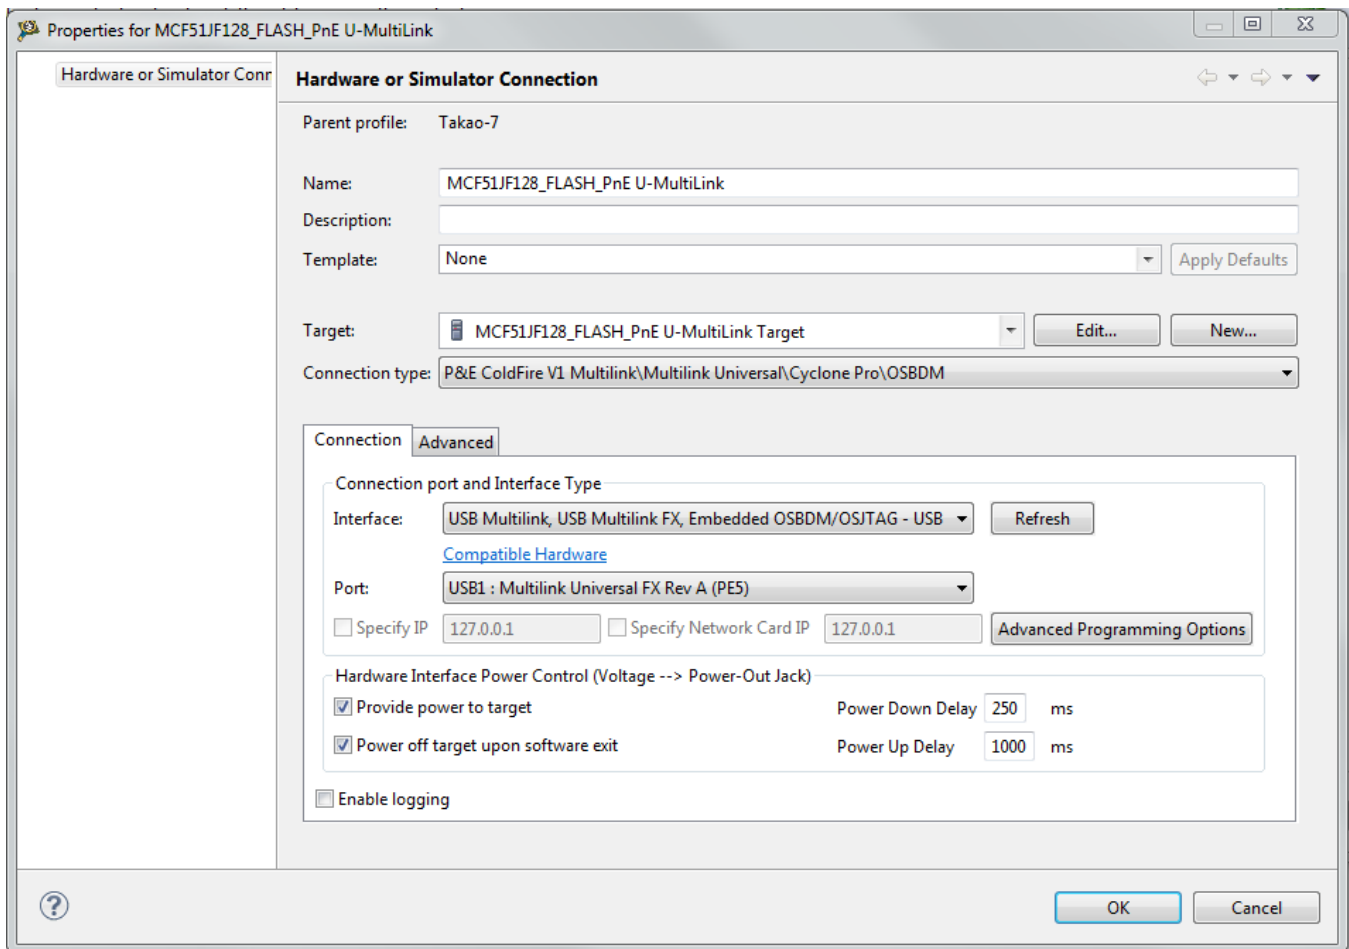 Properties for MCF51JF128_FLASH_PnE U-MultiLink
Hardware or Simulator Conn
Hardware or Simulator Connection
Parent profile: Takao-7
Name: MCF51JF128_FLASH_PnE U-MultiLink
Description:
Template: None Apply Defaults
Target: MCF51JF128_FLASH_PnE U-MultiLink Target Edit... New...
Connection type: P&E ColdFire V1 Multilink\Multilink Universal\Cyclone Pro\OSBDM
Connection Advanced
Connection port and Interface Type
Interface: USB Multilink, USB Multilink FX, Embedded OSBDM/OSJTAG - USB Refresh
Compatible Hardware
Port: USB1 : Multilink Universal FX Rev A (PE5)
Specify IP 127.0.0.1 Specify Network Card IP 127.0.0.1 Advanced Programming Options
Hardware Interface Power Control (Voltage --> Power-Out Jack)
Provide power to target Power Down Delay 250 ms
Power off target upon software exit Power Up Delay 1000 ms
Enable logging
? OK Cancel